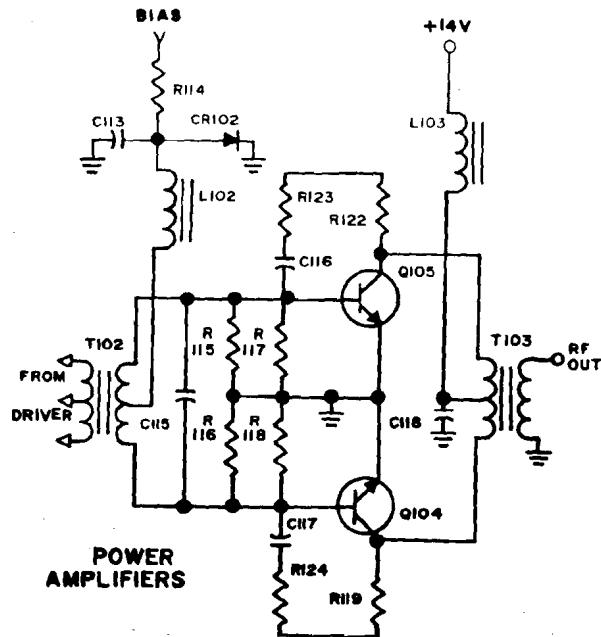 BIAS
+14V
R114
C113
CR102
L103
L102
R123
R122
C116
Q105
T102
R
115
R
117
T103
RF
OUT
FROM
DRIVER
C115
R
116
R
118
C118
C117
Q104
POWER
AMPLIFIERS
R124
R119